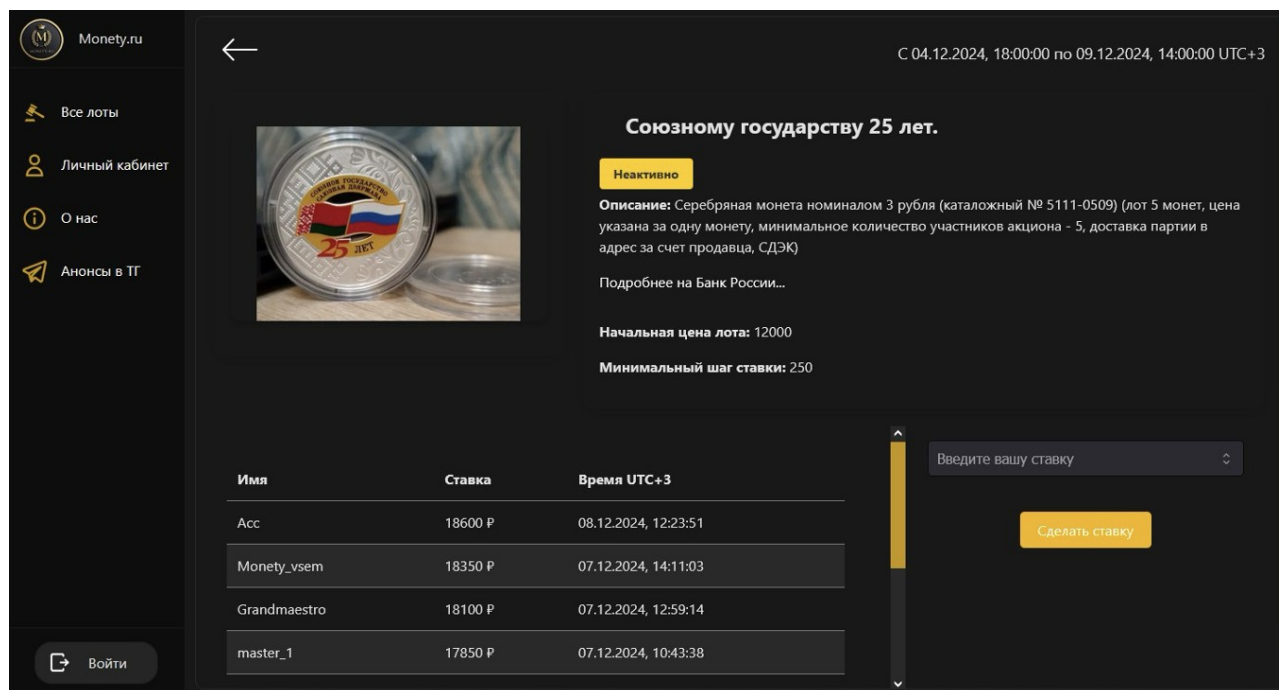 Monety.ru
С 04.12.2024, 18:00:00 по 09.12.2024, 14:00:00 UTC+3
Все лоты
Личный кабинет
О нас
Анонсы в ТГ
СОЮЗНОЕ ГОСУДАРСТВО
САЮЗНАЯ ДЗЯРЖАВА
25 ЛЕТ
Союзному государству 25 лет.
Неактивно
Описание: Серебряная монета номиналом 3 рубля (каталожный № 5111-0509) (лот 5 монет, цена
указана за одну монету, минимальное количество участников акциона - 5, доставка партии в
адрес за счет продавца, СДЭК)
Подробнее на Банк России...
Начальная цена лота: 12000
Минимальный шаг ставки: 250
Имя Ставка Время UTC+3
Acc 18600 ₽ 08.12.2024, 12:23:51
Monety_vsem 18350 ₽ 07.12.2024, 14:11:03
Grandmaestro 18100 ₽ 07.12.2024, 12:59:14
master_1 17850 ₽ 07.12.2024, 10:43:38
Введите вашу ставку
Сделать ставку
Войти